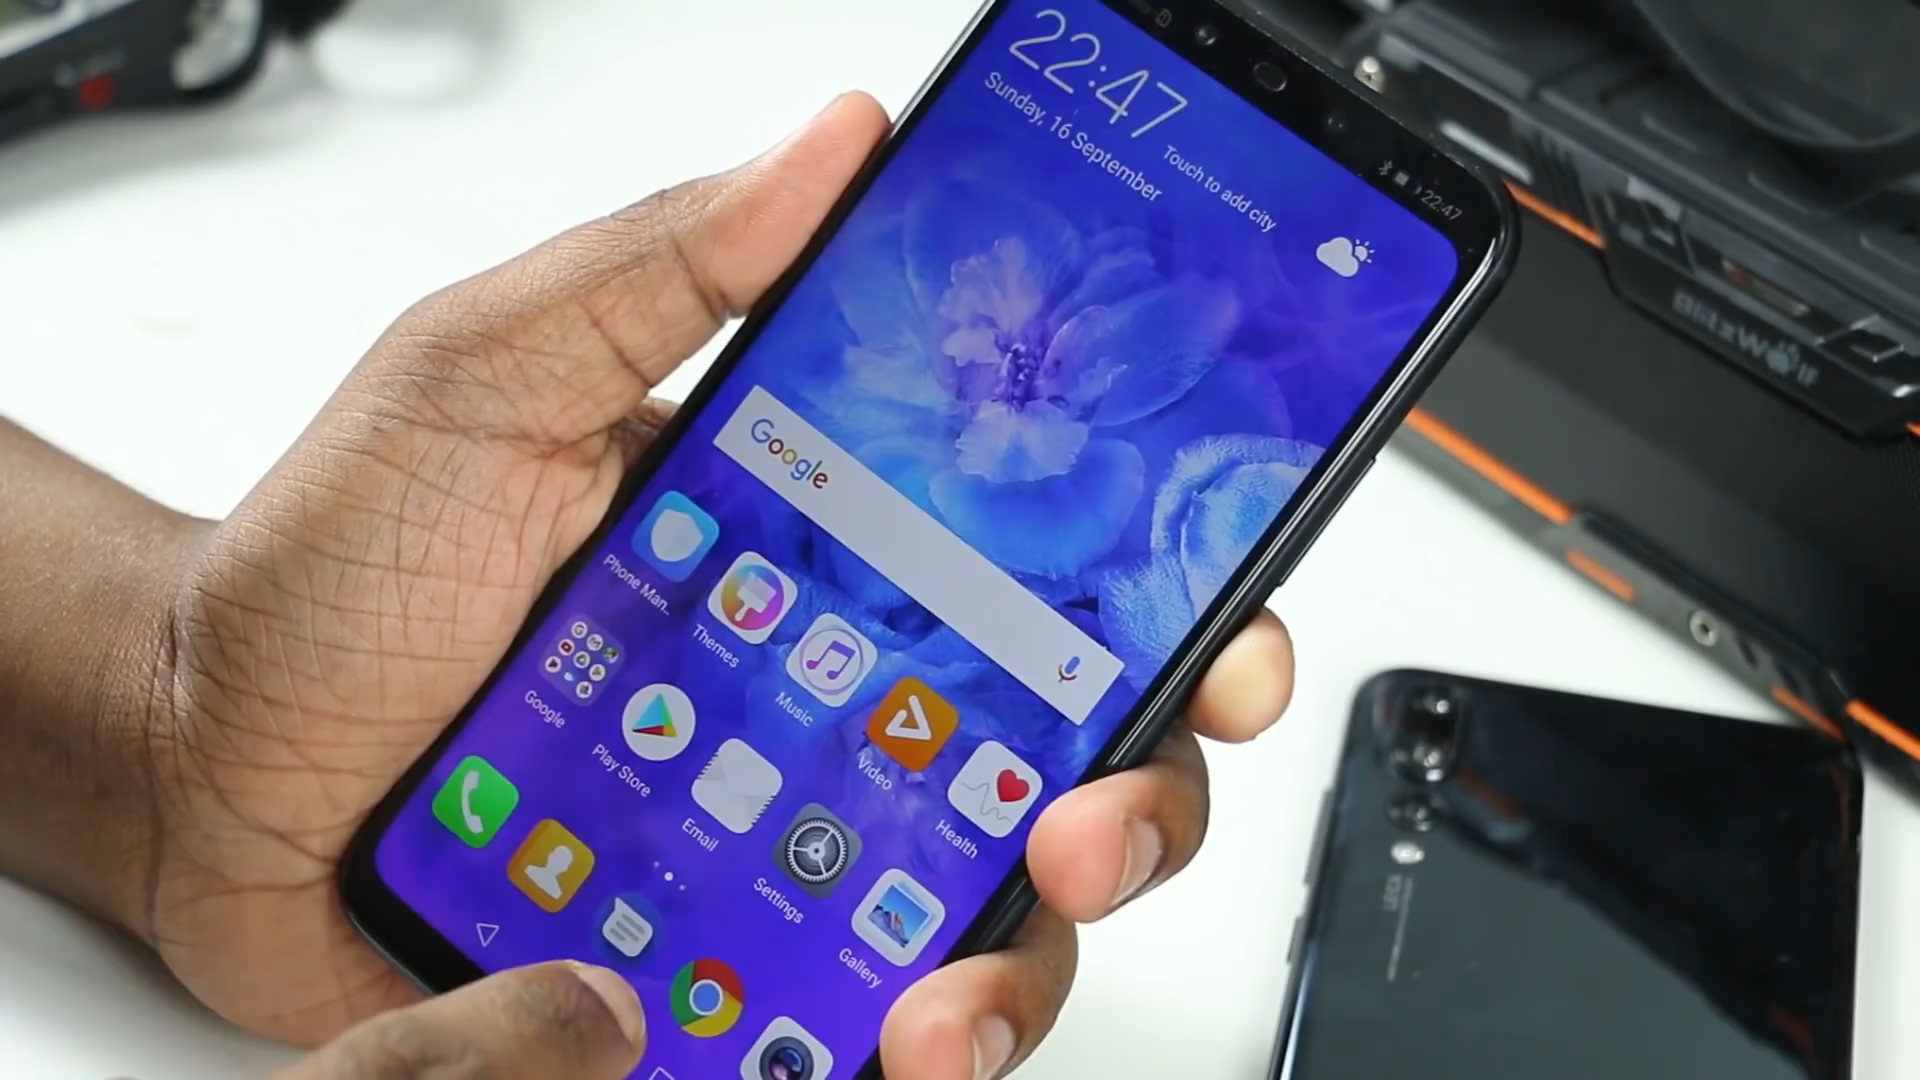 22:47
Sunday, 16 September
Touch to add city
22:47
Google
Phone Man..
Themes
Music
Video
Health
Google
Play Store
Email
Settings
Gallery
BlitzWolf
LEICA